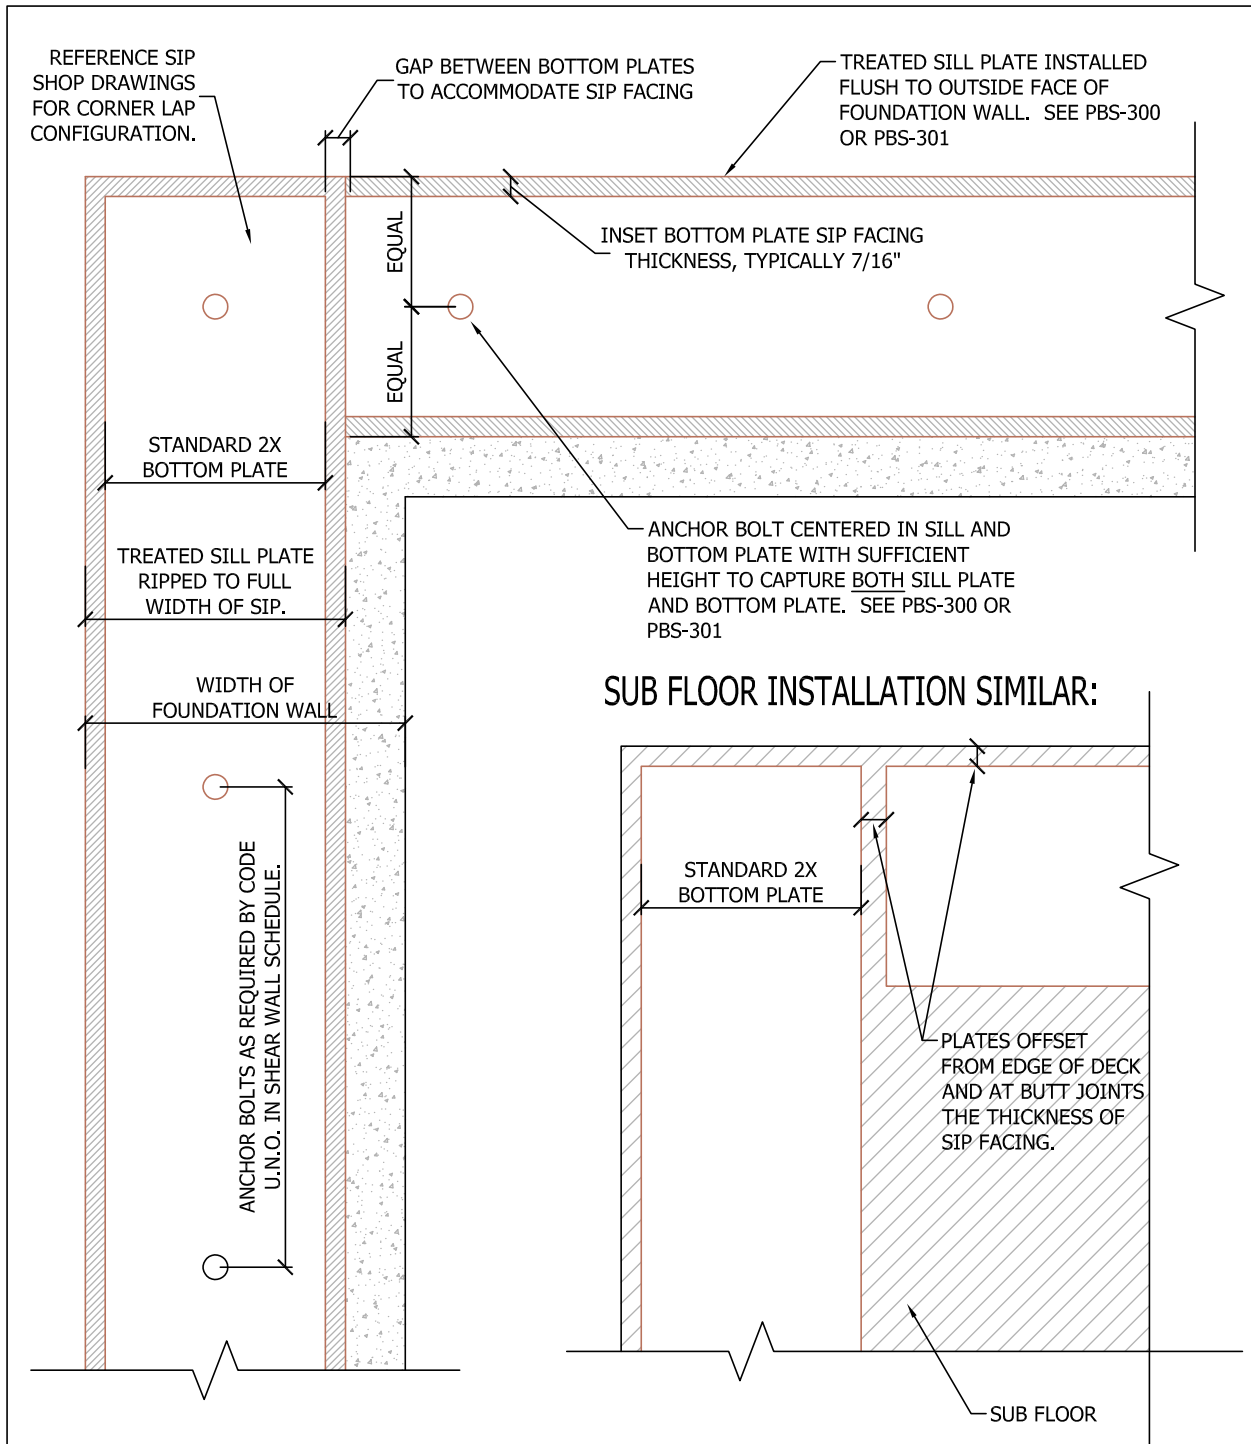 REFERENCE SIP
SHOP DRAWINGS
FOR CORNER LAP
CONFIGURATION.
GAP BETWEEN BOTTOM PLATES
TO ACCOMMODATE SIP FACING
TREATED SILL PLATE INSTALLED
FLUSH TO OUTSIDE FACE OF
FOUNDATION WALL. SEE PBS-300
OR PBS-301
EQUAL
INSET BOTTOM PLATE SIP FACING
THICKNESS, TYPICALLY 7/16"
EQUAL
STANDARD 2X
BOTTOM PLATE
TREATED SILL PLATE
RIPPED TO FULL
WIDTH OF SIP.
ANCHOR BOLT CENTERED IN SILL AND
BOTTOM PLATE WITH SUFFICIENT
HEIGHT TO CAPTURE BOTH SILL PLATE
AND BOTTOM PLATE. SEE PBS-300 OR
PBS-301
WIDTH OF
FOUNDATION WALL
SUB FLOOR INSTALLATION SIMILAR:
ANCHOR BOLTS AS REQUIRED BY CODE
U.N.O. IN SHEAR WALL SCHEDULE.
STANDARD 2X
BOTTOM PLATE
PLATES OFFSET
FROM EDGE OF DECK
AND AT BUTT JOINTS
THE THICKNESS OF
SIP FACING.
SUB FLOOR